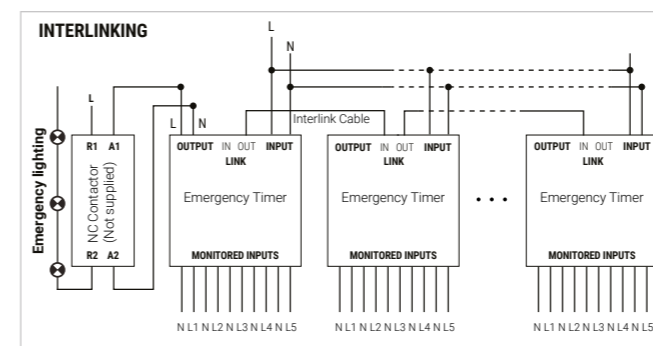 INTERLINKING
L
N
Emergency lighting
L
R1 A1
NC Contactor
(Not supplied)
R2 A2
L N
Interlink Cable
OUTPUT IN OUT INPUT
LINK
Emergency Timer
MONITORED INPUTS
N L1 N L2 N L3 N L4 N L5
OUTPUT IN OUT INPUT
LINK
Emergency Timer
MONITORED INPUTS
N L1 N L2 N L3 N L4 N L5
• • •
OUTPUT IN OUT INPUT
LINK
Emergency Timer
MONITORED INPUTS
N L1 N L2 N L3 N L4 N L5